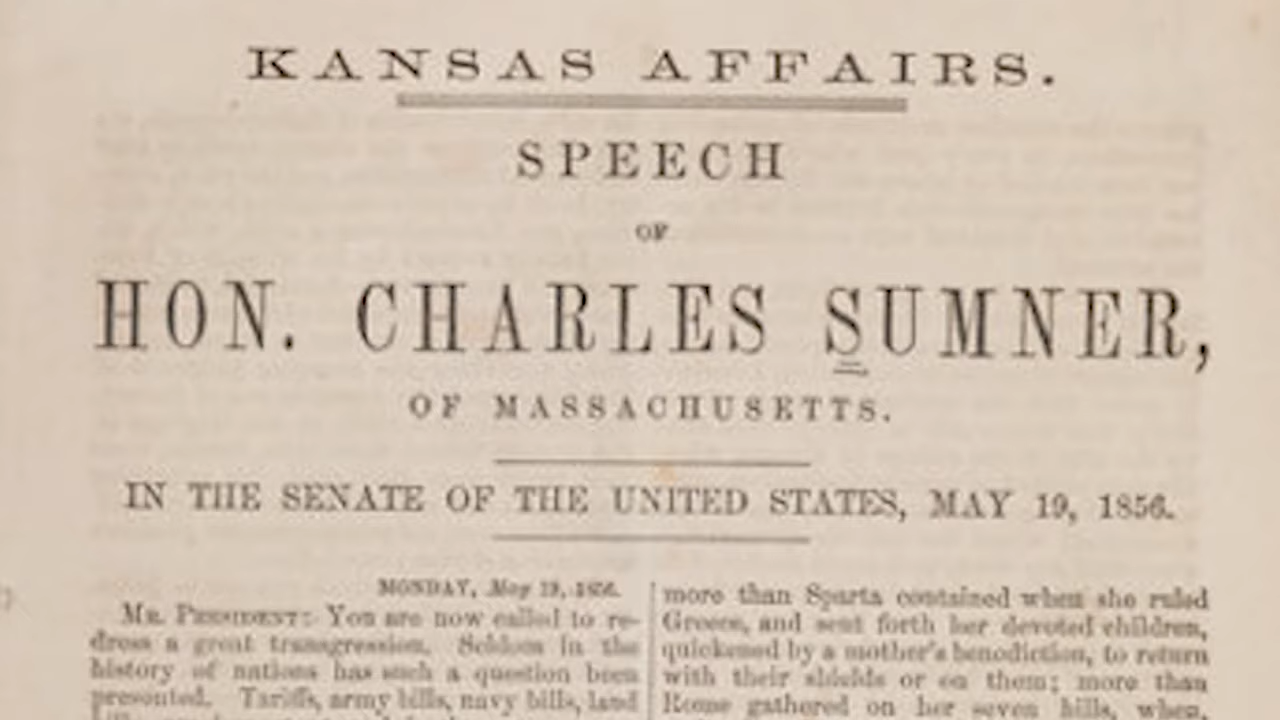 KANSAS AFFAIRS.
SPEECH
OF
HON. CHARLES SUMNER,
OF MASSACHUSETTS.
IN THE SENATE OF THE UNITED STATES, MAY 19, 1856.
MONDAY, May 19, 1856.
MR. PRESIDENT: You are now called to re-
dress a great transgression. Seldom in the
history of nations has such a question been
presented. Tariffs, army bills, navy bills, land
more than Sparta contained when she ruled
Greece, and sent forth her devoted children,
quickened by a mother's benediction, to return
with their shields or on them; more than
Rome gathered on her seven hills, when,